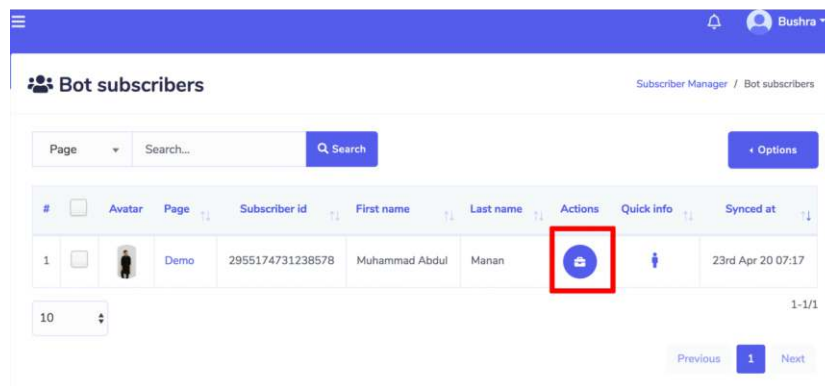 Bushra
Bot subscribers
Subscriber Manager / Bot subscribers
Page Search... Search Options
# Avatar Page Subscriber id First name Last name Actions Quick info Synced at
1 Demo 2955174731238578 Muhammad Abdul Manan 23rd Apr 20 07:17
1-1/1
10
Previous 1 Next